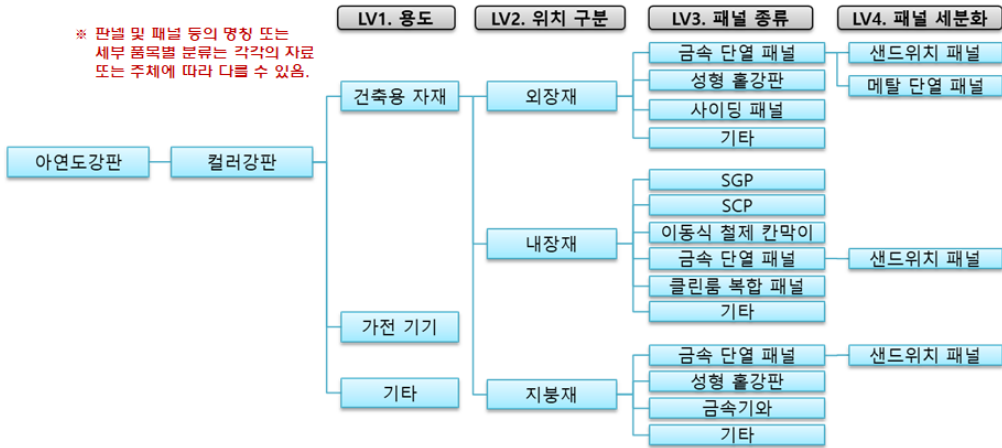 LV1. 용도
LV2. 위치 구분
LV3. 패널 종류
LV4. 패널 세분화
※ 판넬 및 패널 등의 명칭 또는
세부 품목별 분류는 각각의 자료
또는 주체에 따라 다를 수 있음.
아연도강판
컬러강판
건축용 자재
가전 기기
기타
외장재
금속 단열 패널
샌드위치 패널
메탈 단열 패널
성형 홑강판
사이딩 패널
기타
내장재
SGP
SCP
이동식 철제 칸막이
금속 단열 패널
샌드위치 패널
클린룸 복합 패널
기타
지붕재
금속 단열 패널
샌드위치 패널
성형 홑강판
금속기와
기타